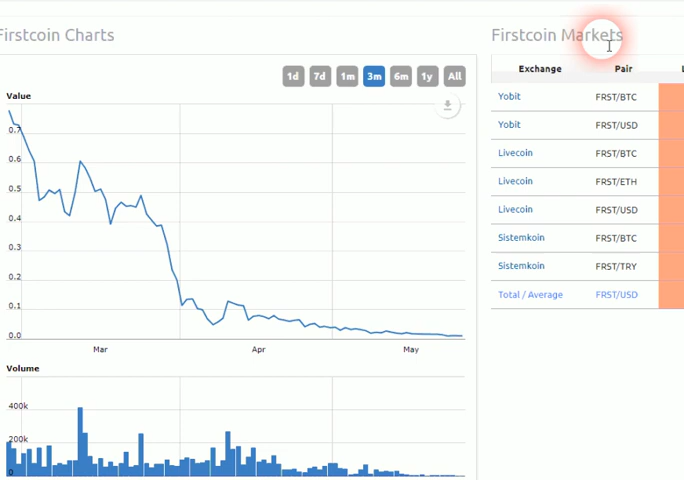 Firstcoin Charts
1d 7d 1m 3m 6m 1y All
Value
0.7
0.6
0.5
0.4
0.3
0.2
0.1
0.0
Mar Apr May
Volume
400k
200k
0
Firstcoin Markets
Exchange Pair
Yobit FRST/BTC
Yobit FRST/USD
Livecoin FRST/BTC
Livecoin FRST/ETH
Livecoin FRST/USD
Sistemkoin FRST/BTC
Sistemkoin FRST/TRY
Total / Average FRST/USD